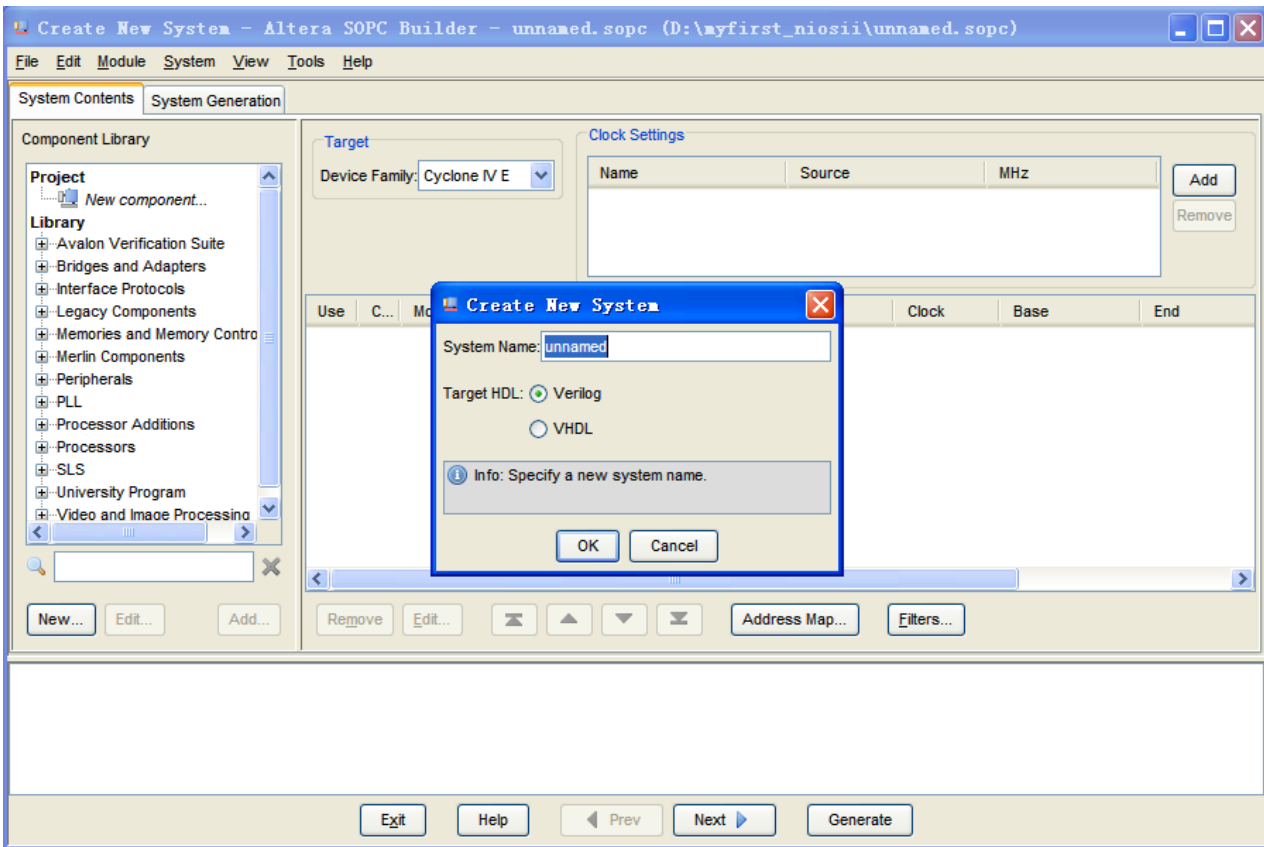 Create New System - Altera SOPC Builder - unnamed.sopc (D:\myfirst_niosii\unnamed.sopc)
File Edit Module System View Tools Help
System Contents System Generation
Component Library
Project
New component...
Library
Avalon Verification Suite
Bridges and Adapters
Interface Protocols
Legacy Components
Memories and Memory Contro
Merlin Components
Peripherals
PLL
Processor Additions
Processors
SLS
University Program
Video and Image Processing
New... Edit... Add...
Target
Device Family: Cyclone IV E
Clock Settings
Name Source MHz
Add
Remove
Use C... Mo Clock Base End
Create New System
System Name: unnamed
Target HDL: Verilog
VHDL
Info: Specify a new system name.
OK Cancel
Remove Edit... Address Map... Filters...
Exit Help Prev Next Generate